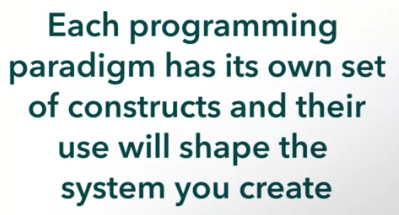 Each programming
paradigm has its own set
of constructs and their
use will shape the
system you create